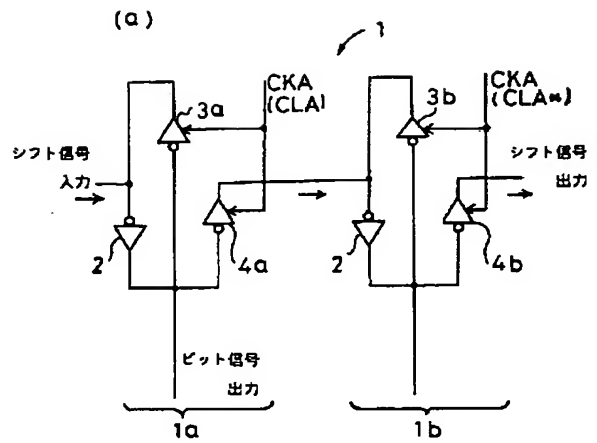 (a)
1
CKA
(CLA)
3a
CKA
(CLA*)
3b
シフト信号
入力
シフト信号
出力
2
4a
2
4b
ビット信号
出力
1a
1b